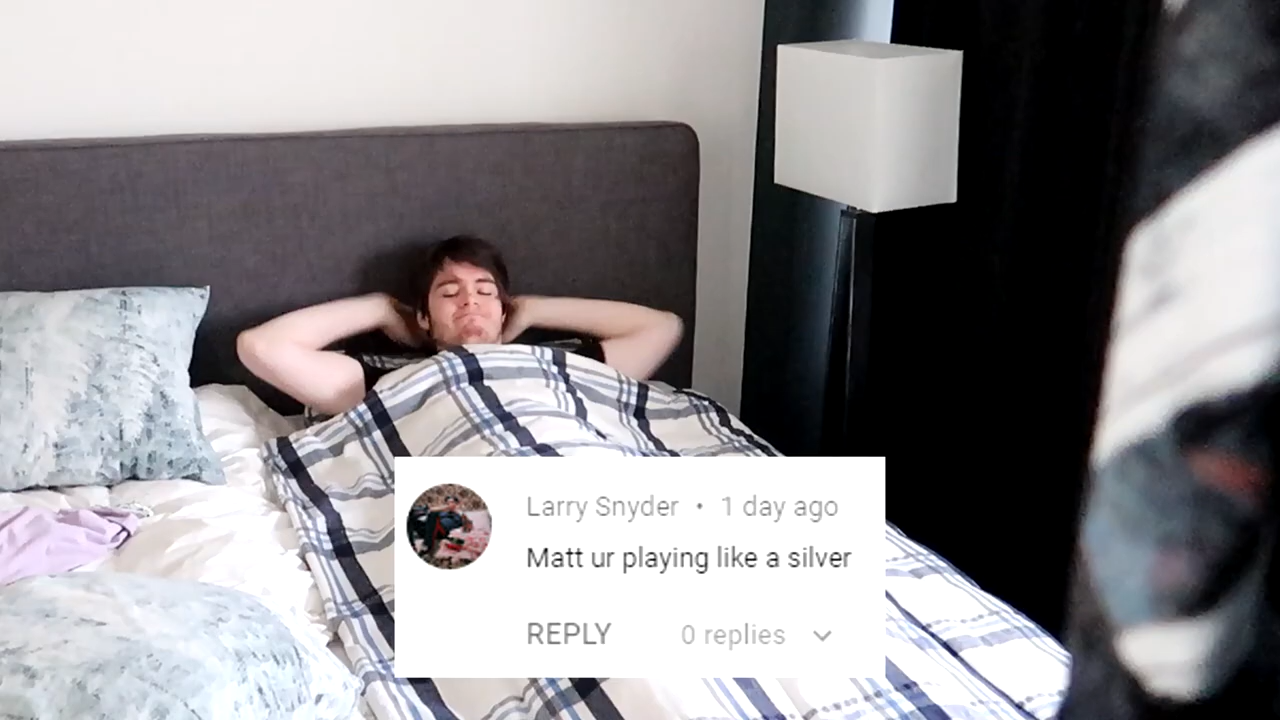 Larry Snyder • 1 day ago
Matt ur playing like a silver
REPLY 0 replies